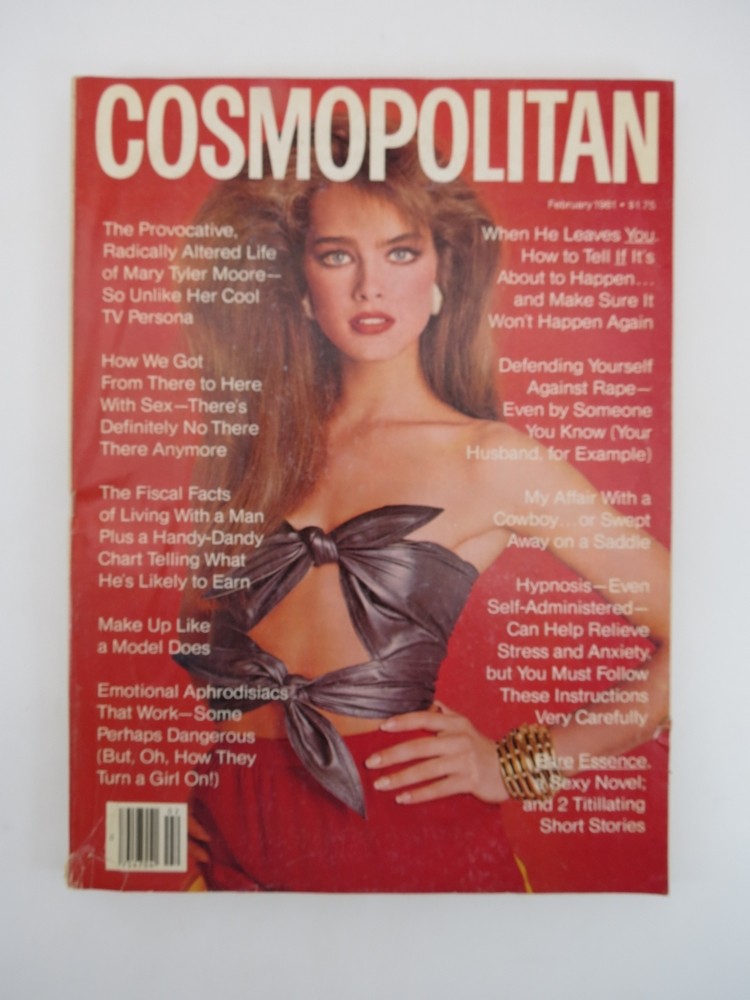 COSMOPOLITAN
February 1981 • $1.75
The Provocative,
Radically Altered Life
of Mary Tyler Moore—
So Unlike Her Cool
TV Persona
How We Got
From There to Here
With Sex—There's
Definitely No There
There Anymore
The Fiscal Facts
of Living With a Man
Plus a Handy-Dandy
Chart Telling What
He's Likely to Earn
Make Up Like
a Model Does
Emotional Aphrodisiacs
That Work—Some
Perhaps Dangerous
(But, Oh, How They
Turn a Girl On!)
When He Leaves You.
How to Tell If It's
About to Happen...
and Make Sure It
Won't Happen Again
Defending Yourself
Against Rape—
Even by Someone
You Know (Your
Husband, for Example)
My Affair With a
Cowboy...or Swept
Away on a Saddle
Hypnosis—Even
Self-Administered—
Can Help Relieve
Stress and Anxiety,
but You Must Follow
These Instructions
Very Carefully
Bare Essence,
Sexy Novel;
and 2 Titillating
Short Stories